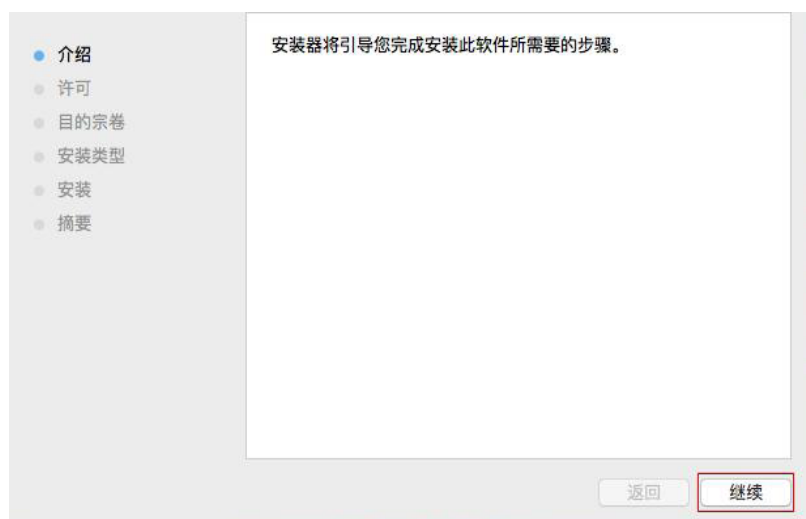 介绍
许可
目的宗卷
安装类型
安装
摘要
安装器将引导您完成安装此软件所需要的步骤。
返回
继续